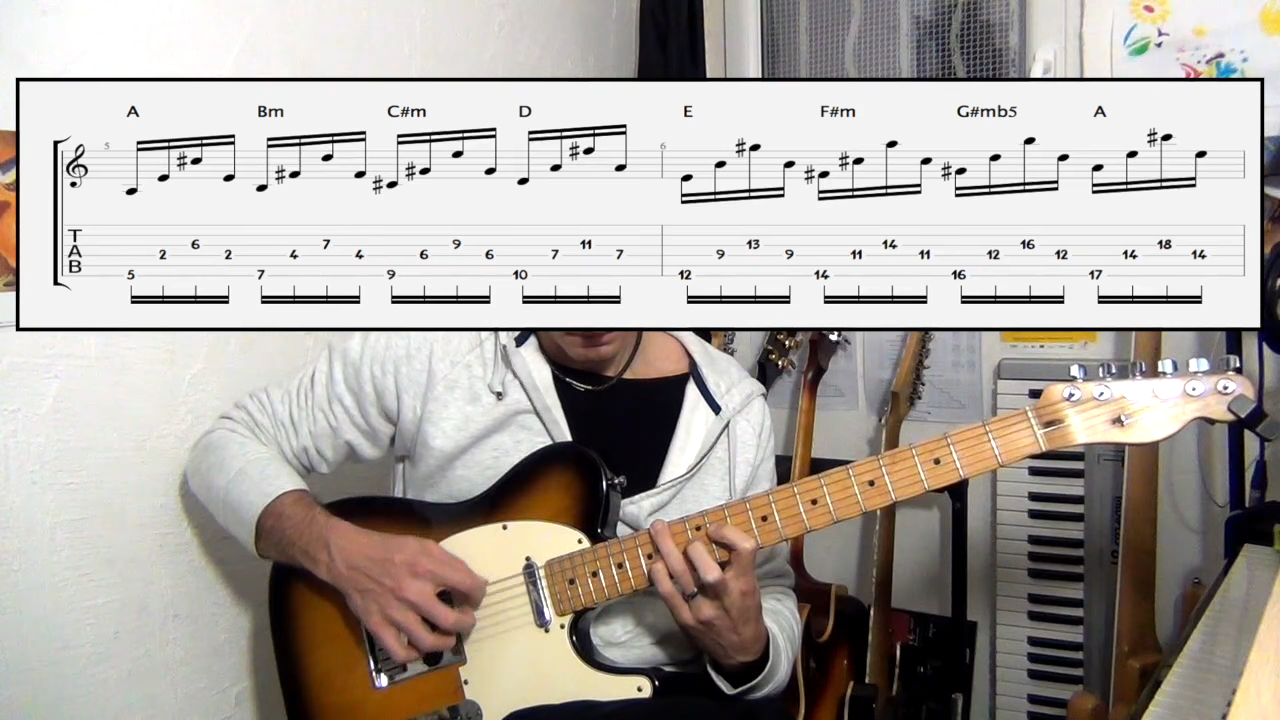 A Bm C#m D E F#m G#mb5 A
5 6
T
A
B
6 7 9 11 13 14 16 18
2 2 4 4 6 6 7 7 9 9 11 11 12 12 14 14
5 7 9 10 12 14 16 17